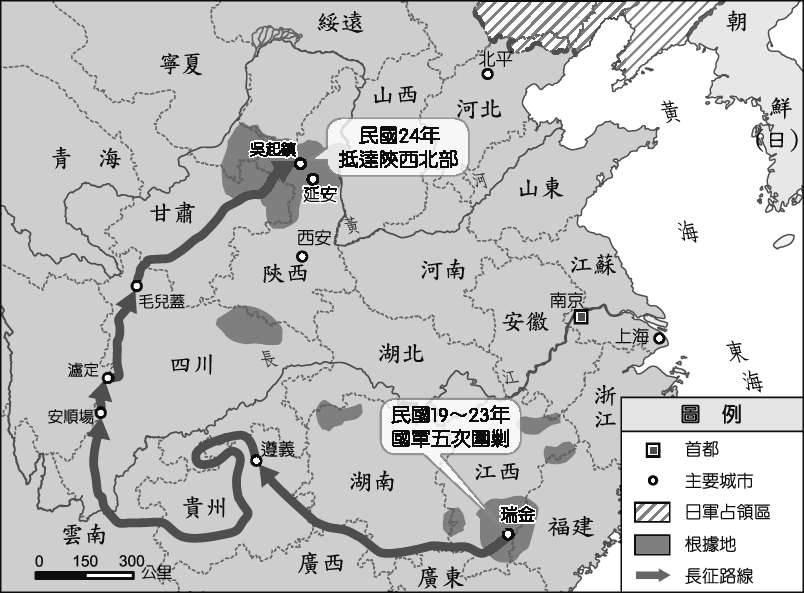 綏遠
朝
寧夏
北平
山西
河北
黃
鮮
(日)
民國24年
抵達陝西北部
吳起鎮
青海
延安
河
山東
甘肅
黃
海
西安
陝西
河南
江蘇
毛兒蓋
南京
安徽
上海
四川
長
湖北
江
東
海
瀘定
安順場
浙
江
民國19～23年
國軍五次圍剿
遵義
湖南
江西
貴州
瑞金
雲南
福建
廣西
廣東
0 150 300
公里
圖例
首都
主要城市
日軍占領區
根據地
長征路線